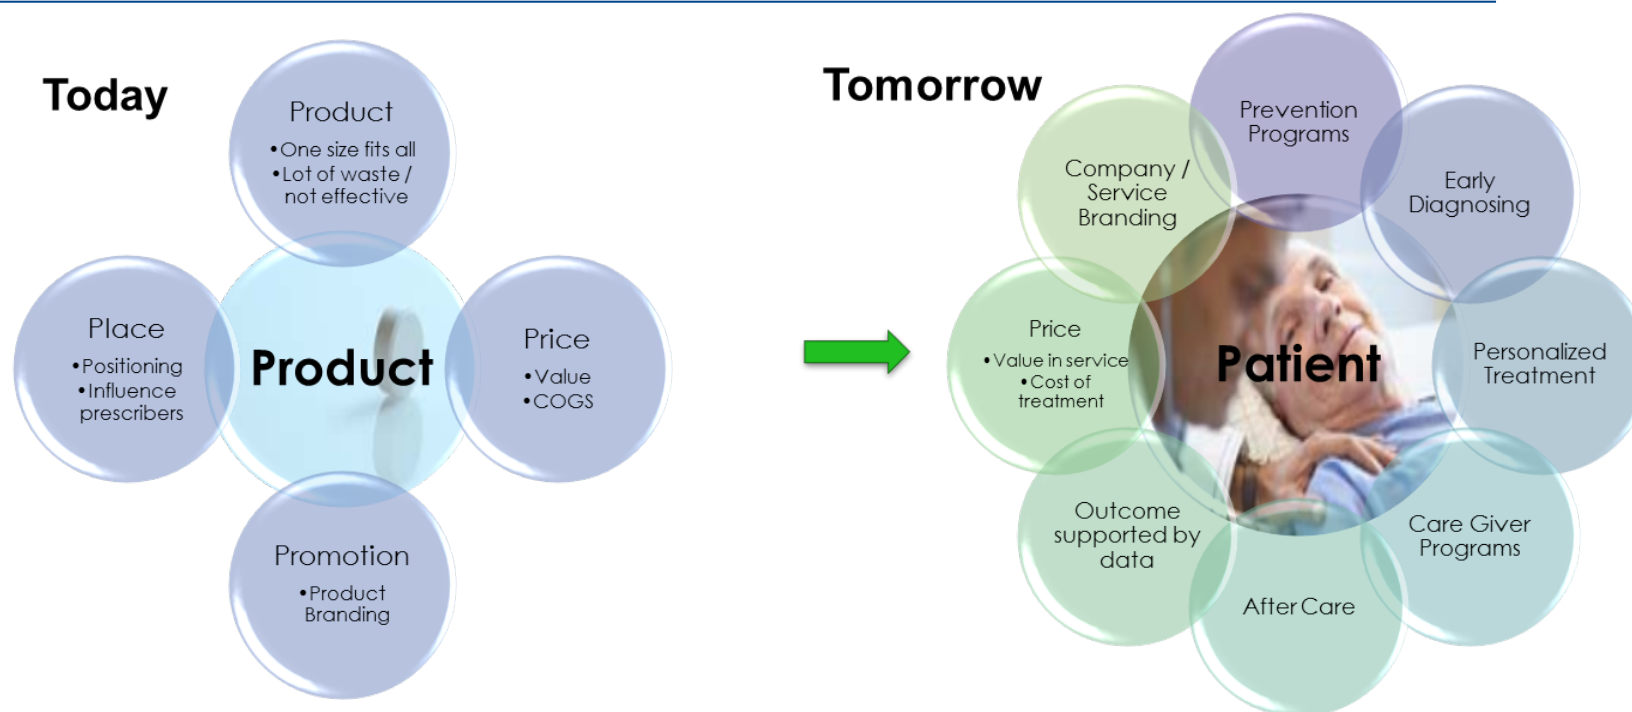 Today
Product
•One size fits all
•Lot of waste /
not effective
Place
•Positioning
•Influence
prescribers
Product
Price
•Value
•COGS
Promotion
•Product
Branding
Tomorrow
Prevention
Programs
Early
Diagnosing
Personalized
Treatment
Care Giver
Programs
After Care
Outcome
supported by
data
Price
•Value in service
•Cost of
treatment
Company /
Service
Branding
Patient